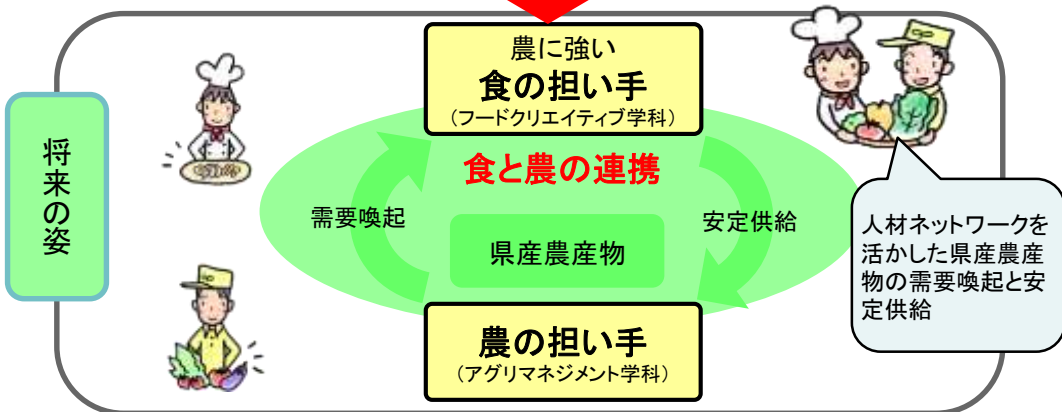 農に強い
食の担い手
(フードクリエイティブ学科)
将来の姿
食と農の連携
需要喚起
安定供給
県産農産物
人材ネットワークを
活かした県産農産
物の需要喚起と安
定供給
農の担い手
(アグリマネジメント学科)